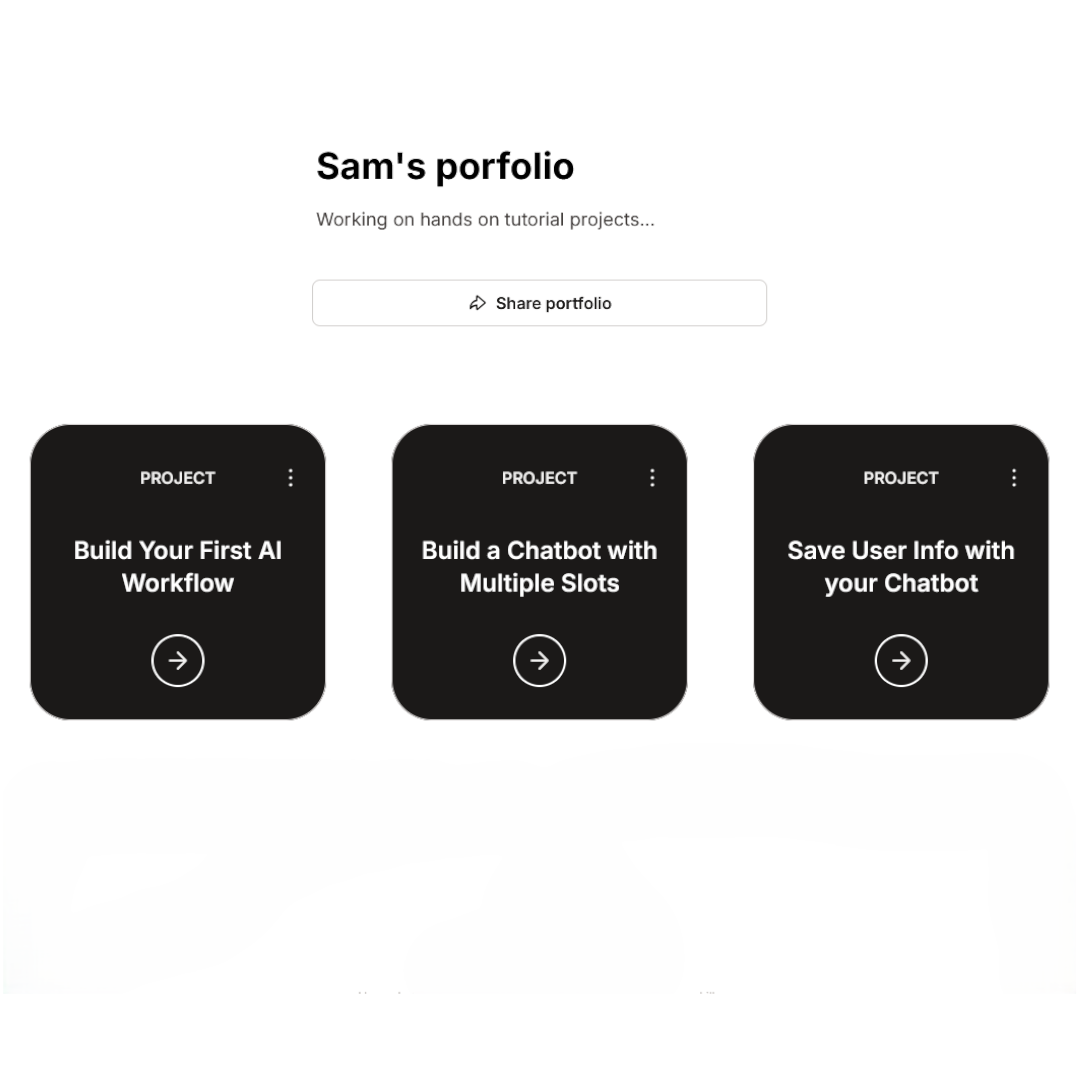 Sam's porfolio
Working on hands on tutorial projects...
Share portfolio
PROJECT
Build Your First AI
Workflow
PROJECT
Build a Chatbot with
Multiple Slots
PROJECT
Save User Info with
your Chatbot